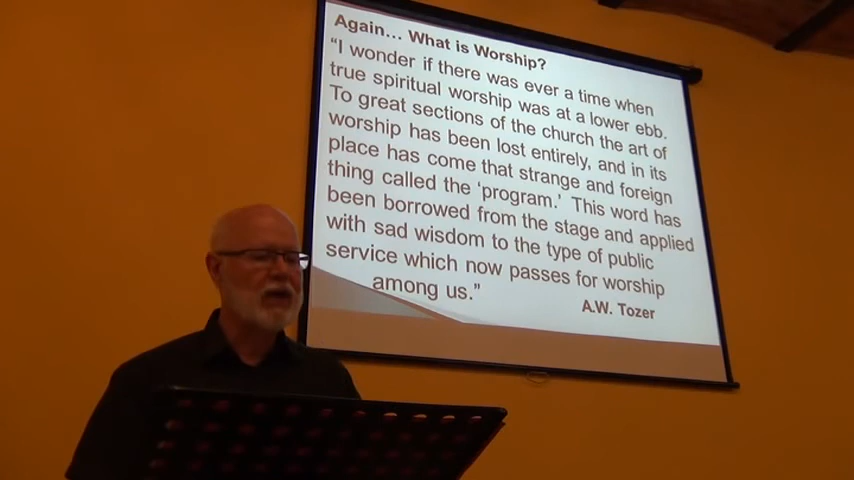 Again... What is Worship?
“I wonder if there was ever a time when
true spiritual worship was at a lower ebb.
To great sections of the church the art of
worship has been lost entirely, and in its
place has come that strange and foreign
thing called the ‘program.’ This word has
been borrowed from the stage and applied
with sad wisdom to the type of public
service which now passes for worship
among us.”
A.W. Tozer